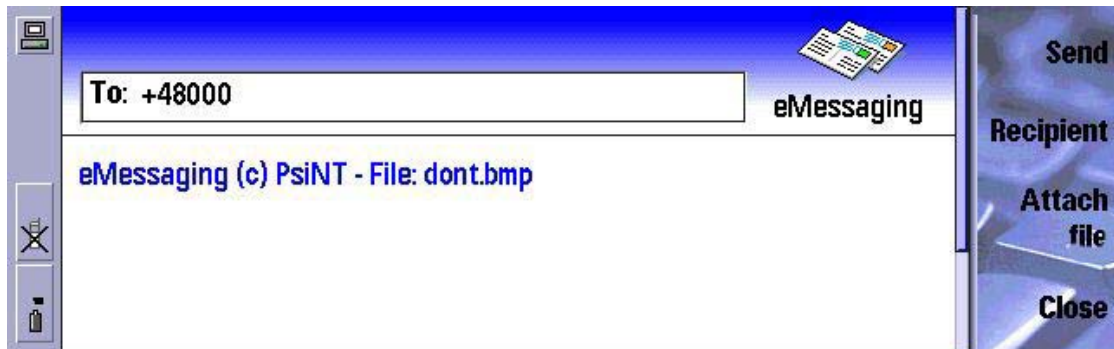 To: +48000
eMessaging
eMessaging (c) PsiNT - File: dont.bmp
Send
Recipient
Attach
file
Close